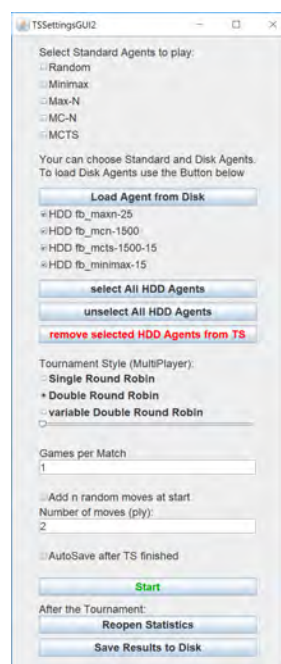 TSSettingsGUI2
Select Standard Agents to play:
Random
Minimax
Max-N
MC-N
MCTS
Your can choose Standard and Disk Agents.
To load Disk Agents use the Button below
Load Agent from Disk
HDD fb_maxn-25
HDD fb_mcn-1500
HDD fb_mcts-1500-15
HDD fb_minimax-15
select All HDD Agents
unselect All HDD Agents
remove selected HDD Agents from TS
Tournament Style (MultiPlayer):
Single Round Robin
Double Round Robin
variable Double Round Robin
Games per Match
1
Add n random moves at start
Number of moves (ply):
2
AutoSave after TS finished
Start
After the Tournament:
Reopen Statistics
Save Results to Disk